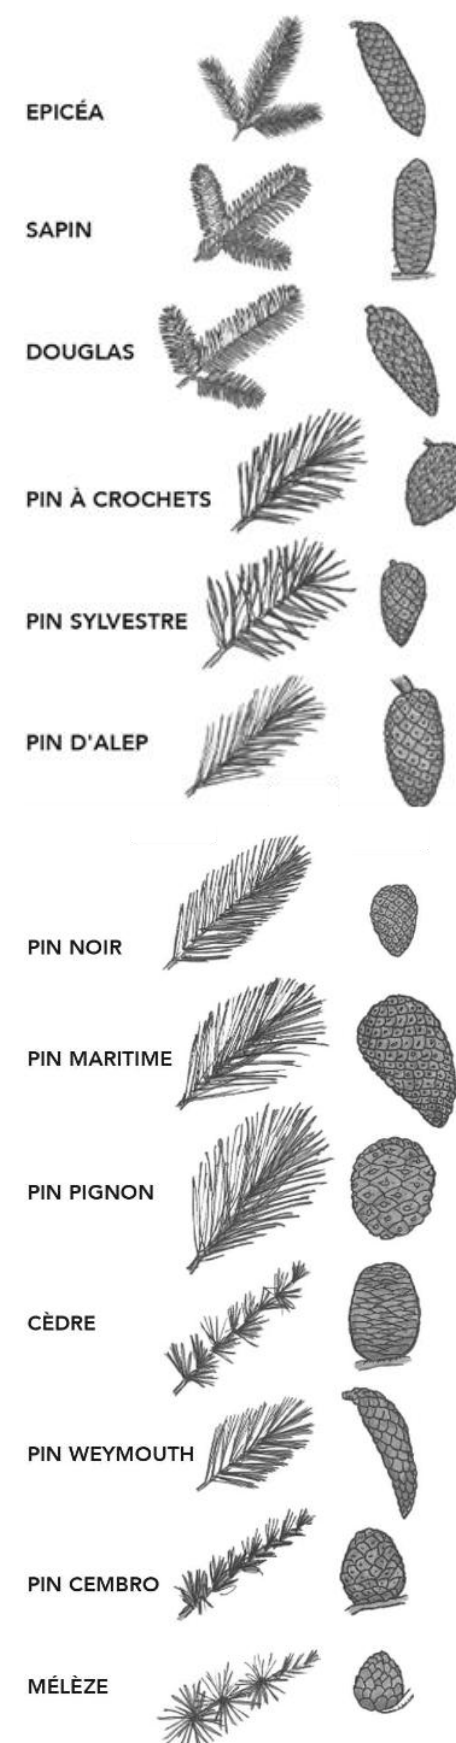 EPICÉA
SAPIN
DOUGLAS
PIN À CROCHETS
PIN SYLVESTRE
PIN D'ALEP
PIN NOIR
PIN MARITIME
PIN PIGNON
CÈDRE
PIN WEYMOUTH
PIN CEMBRO
MÉLÈZE